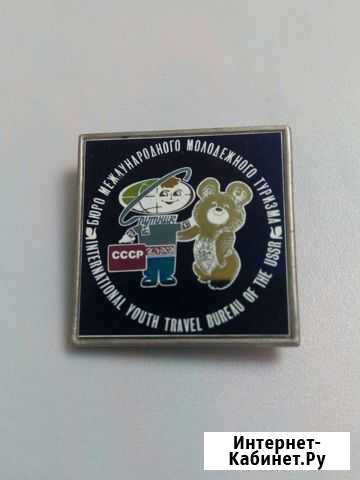 БЮРО МЕЖДУНАРОДНОГО МОЛОДЕЖНОГО ТУРИЗМА
Спутник
СССР
INTERNATIONAL YOUTH TRAVEL BUREAU OF THE USSR
Интернет-
Кабинет.Ру